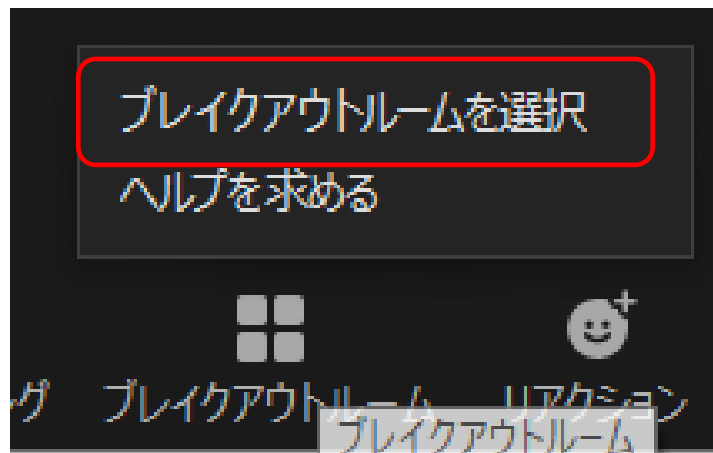 ブレイクアウトルームを選択
ヘルプを求める
グ ブレイクアウトルーム リアクション
ブレイクアウトルーム